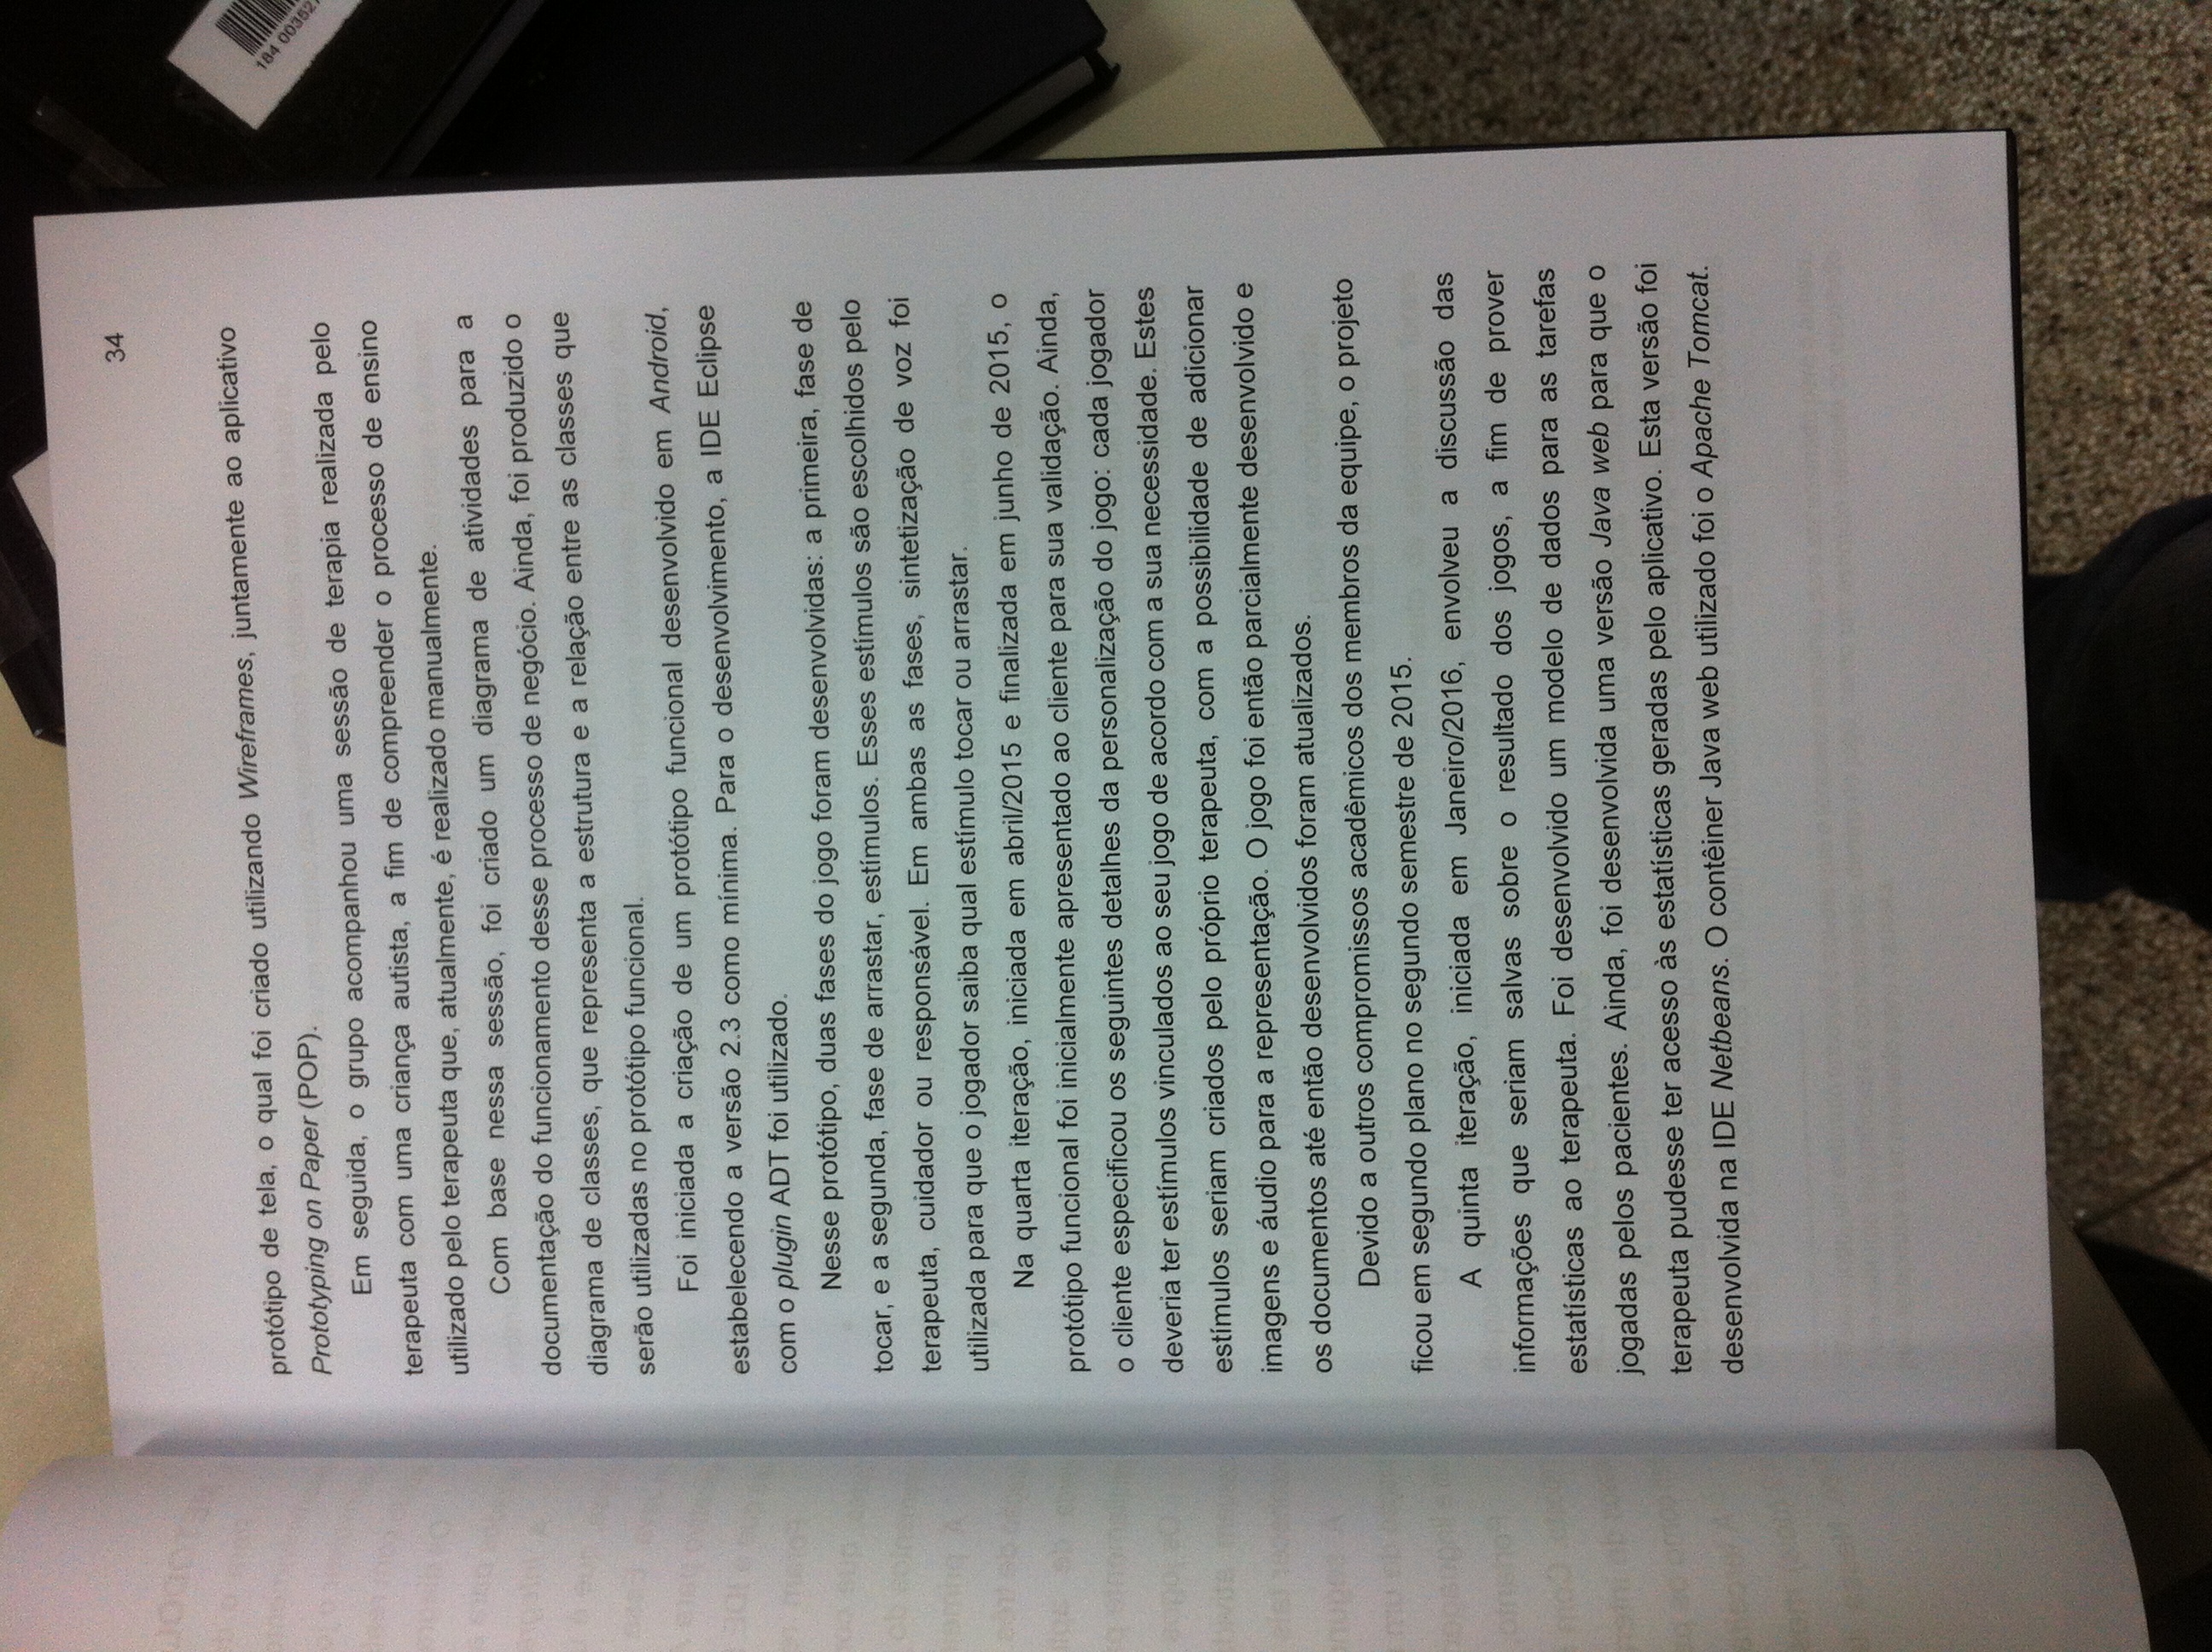 34
protótipo de tela, o qual foi criado utilizando Wireframes, juntamente ao aplicativo
Prototyping on Paper (POP).
Em seguida, o grupo acompanhou uma sessão de terapia realizada pelo
terapeuta com uma criança autista, a fim de compreender o processo de ensino
utilizado pelo terapeuta que, atualmente, é realizado manualmente.
Com base nessa sessão, foi criado um diagrama de atividades para a
documentação do funcionamento desse processo de negócio. Ainda, foi produzido o
diagrama de classes, que representa a estrutura e a relação entre as classes que
serão utilizadas no protótipo funcional.
Foi iniciada a criação de um protótipo funcional desenvolvido em Android,
estabelecendo a versão 2.3 como mínima. Para o desenvolvimento, a IDE Eclipse
com o plugin ADT foi utilizado.
Nesse protótipo, duas fases do jogo foram desenvolvidas: a primeira, fase de
tocar, e a segunda, fase de arrastar, estímulos. Esses estímulos são escolhidos pelo
terapeuta, cuidador ou responsável. Em ambas as fases, sintetização de voz foi
utilizada para que o jogador saiba qual estímulo tocar ou arrastar.
Na quarta iteração, iniciada em abril/2015 e finalizada em junho de 2015, o
protótipo funcional foi inicialmente apresentado ao cliente para sua validação. Ainda,
o cliente especificou os seguintes detalhes da personalização do jogo: cada jogador
deveria ter estímulos vinculados ao seu jogo de acordo com a sua necessidade. Estes
estímulos seriam criados pelo próprio terapeuta, com a possibilidade de adicionar
imagens e áudio para a representação. O jogo foi então parcialmente desenvolvido e
os documentos até então desenvolvidos foram atualizados.
Devido a outros compromissos acadêmicos dos membros da equipe, o projeto
ficou em segundo plano no segundo semestre de 2015.
A quinta iteração, iniciada em Janeiro/2016, envolveu a discussão das
informações que seriam salvas sobre o resultado dos jogos, a fim de prover
estatísticas ao terapeuta. Foi desenvolvido um modelo de dados para as tarefas
jogadas pelos pacientes. Ainda, foi desenvolvida uma versão Java web para que o
terapeuta pudesse ter acesso às estatísticas geradas pelo aplicativo. Esta versão foi
desenvolvida na IDE Netbeans. O contêiner Java web utilizado foi o Apache Tomcat.